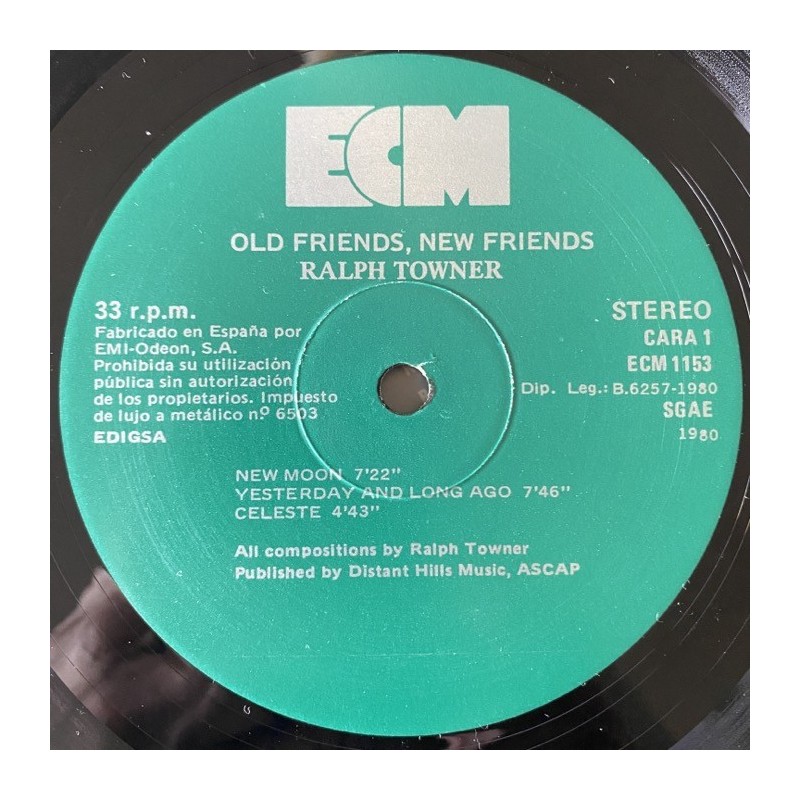 ECM
OLD FRIENDS, NEW FRIENDS
RALPH TOWNER
33 r.p.m.
Fabricado en España por
EMI-Odeon, S.A.
Prohibida su utilización
pública sin autorización
de los propietarios. Impuesto
de lujo a metálico n.º 6503
EDIGSA
STEREO
CARA 1
ECM 1153
Dip. Leg.: B.6257-1980
SGAE
1980
NEW MOON 7'22"
YESTERDAY AND LONG AGO 7'46"
CELESTE 4'43"
All compositions by Ralph Towner
Published by Distant Hills Music, ASCAP